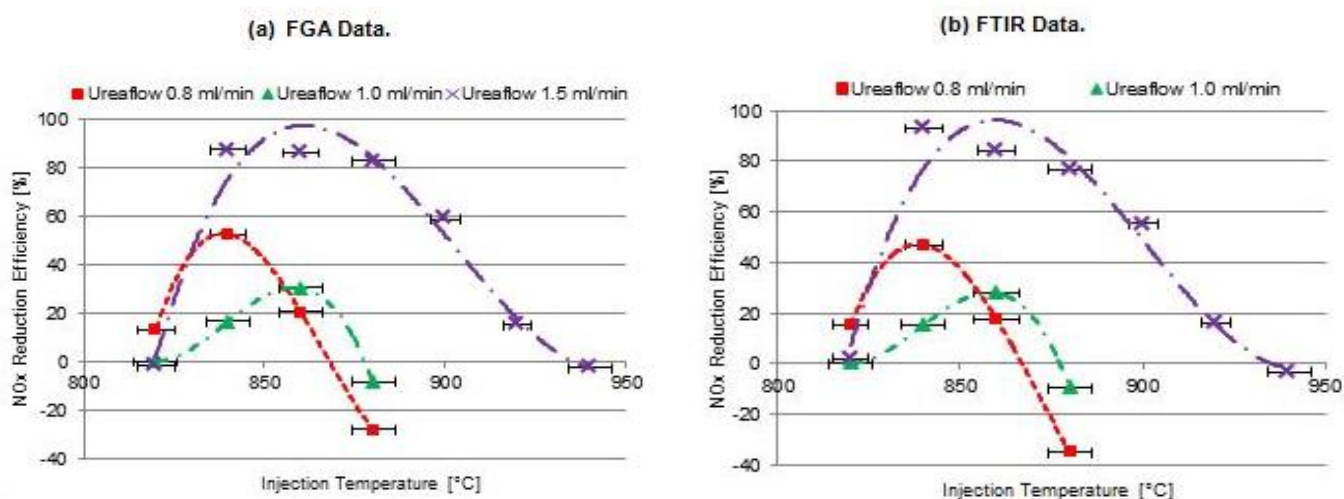 (a) FGA Data.
Ureaflow 0.8 ml/min Ureaflow 1.0 ml/min Ureaflow 1.5 ml/min
NOx Reduction Efficiency [%]
100
80
60
40
20
0
-20
-40
800 850 900 950
Injection Temperature [°C]
(b) FTIR Data.
Ureaflow 0.8 ml/min Ureaflow 1.0 ml/min
NOx Reduction Efficiency [%]
100
80
60
40
20
0
-20
-40
800 850 900 950
Injection Temperature [°C]